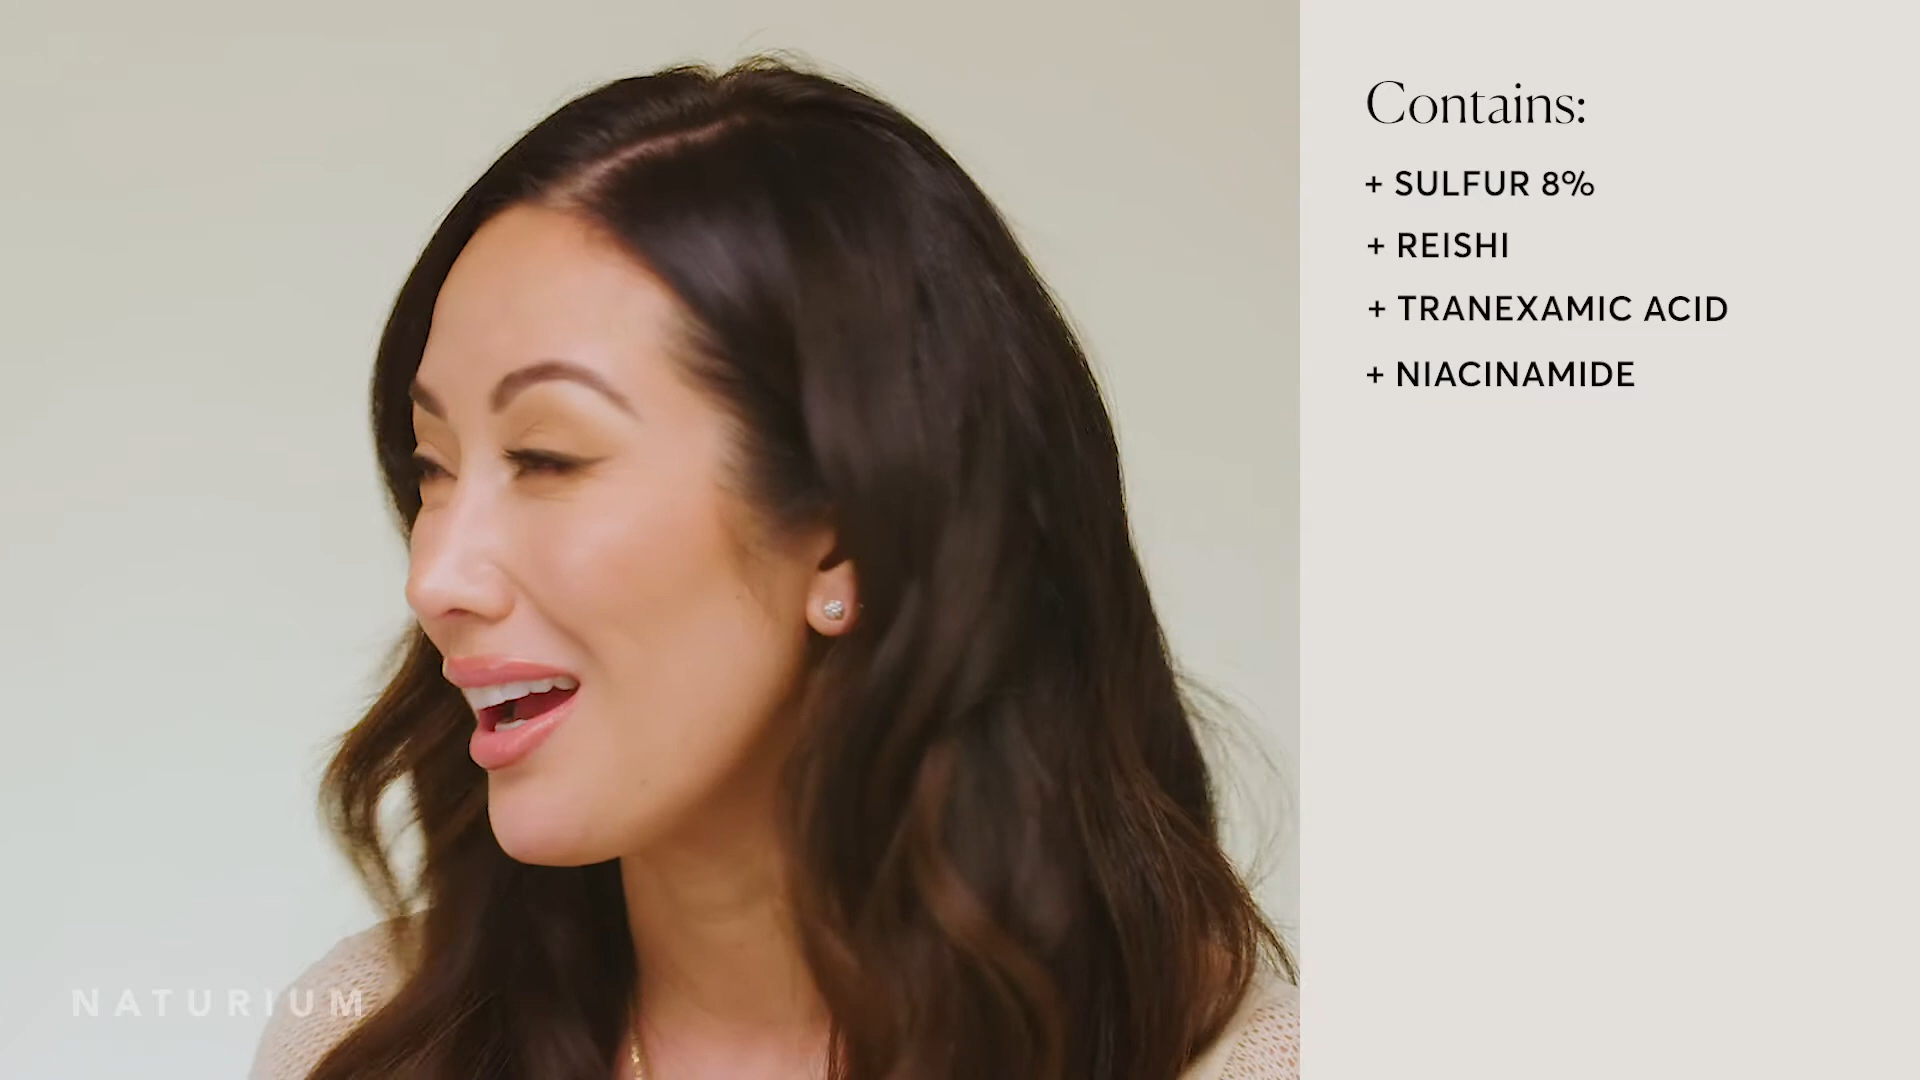 Contains:
+ SULFUR 8%
+ REISHI
+ TRANEXAMIC ACID
+ NIACINAMIDE
NATURIUM